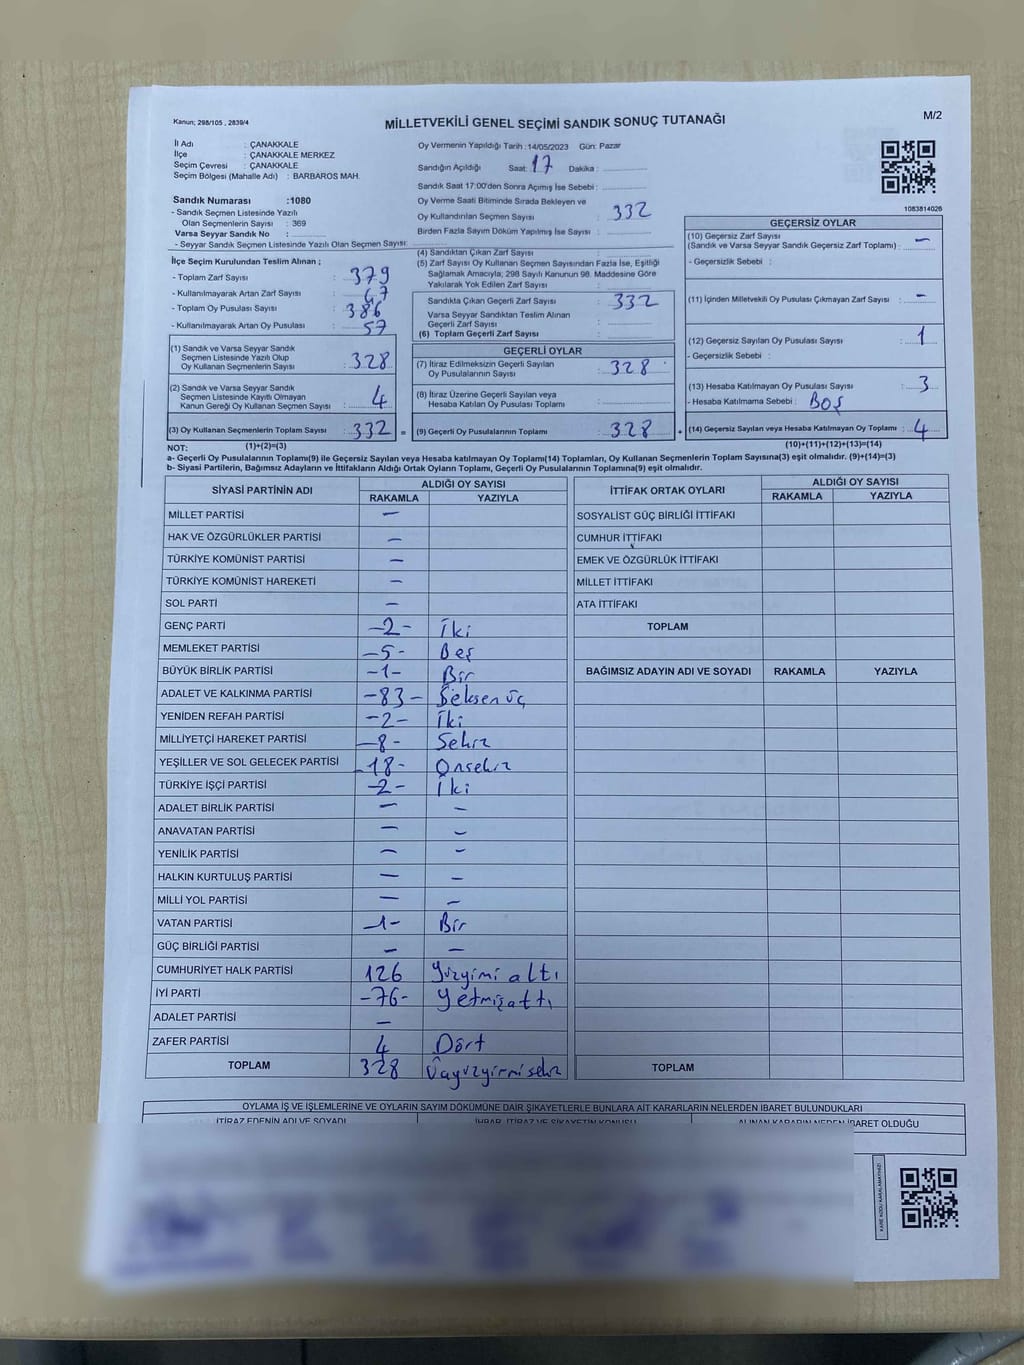 Kanun; 298/105 , 2839/4
MİLLETVEKİLİ GENEL SEÇİMİ SANDIK SONUÇ TUTANAĞI
M/2
İl Adı : ÇANAKKALE
İlçe : ÇANAKKALE MERKEZ
Seçim Çevresi : ÇANAKKALE
Seçim Bölgesi (Mahalle Adı) : BARBAROS MAH.
Sandık Numarası :1080
- Sandık Seçmen Listesinde Yazılı
Olan Seçmenlerin Sayısı : 369
Varsa Seyyar Sandık No :
- Seyyar Sandık Seçmen Listesinde Yazılı Olan Seçmen Sayısı:
Oy Vermenin Yapıldığı Tarih :14/05/2023 Gün: Pazar
Sandığın Açıldığı Saat: 17 Dakika :
Sandık Saat 17:00'den Sonra Açımış İse Sebebi :
Oy Verme Saati Bitiminde Sırada Bekleyen ve
Oy Kullandırılan Seçmen Sayısı : 332
Birden Fazla Sayım Döküm Yapılmış İse Sayısı :
1083814026
İlçe Seçim Kurulundan Teslim Alınan ;
- Toplam Zarf Sayısı : 379
- Kullanılmayarak Artan Zarf Sayısı : 47
- Toplam Oy Pusulası Sayısı : 386
- Kullanılmayarak Artan Oy Pusulası : 57
(1) Sandık ve Varsa Seyyar Sandık
Seçmen Listesinde Yazılı Olup
Oy Kullanan Seçmenlerin Sayısı : 328
(2) Sandık ve Varsa Seyyar Sandık
Seçmen Listesinde Kayıtlı Olmayan
Kanun Gereği Oy Kullanan Seçmen Sayısı : 4
(3) Oy Kullanan Seçmenlerin Toplam Sayısı : 332 =
(4) Sandıktan Çıkan Zarf Sayısı :
(5) Zarf Sayısı Oy Kullanan Seçmen Sayısından Fazla İse, Eşitliği
Sağlamak Amacıyla; 298 Sayılı Kanunun 98. Maddesine Göre
Yakılarak Yok Edilen Zarf Sayısı :
Sandıkta Çıkan Geçerli Zarf Sayısı : 332
Varsa Seyyar Sandıktan Teslim Alınan
Geçerli Zarf Sayısı :
(6) Toplam Geçerli Zarf Sayısı :
GEÇERLİ OYLAR
(7) İtiraz Edilmeksizin Geçerli Sayılan
Oy Pusulalarının Sayısı : 328
(8) İtiraz Üzerine Geçerli Sayılan veya
Hesaba Katılan Oy Pusulası Toplamı :
(9) Geçerli Oy Pusulalarının Toplamı : 328 +
GEÇERSİZ OYLAR
(10) Geçersiz Zarf Sayısı
(Sandık ve Varsa Seyyar Sandık Geçersiz Zarf Toplamı) : —
- Geçersizlik Sebebi :
(11) İçinden Milletvekili Oy Pusulası Çıkmayan Zarf Sayısı : -
(12) Geçersiz Sayılan Oy Pusulası Sayısı : 1
- Geçersizlik Sebebi :
(13) Hesaba Katılmayan Oy Pusulası Sayısı : 3
- Hesaba Katılmama Sebebi : BOŞ
(14) Geçersiz Sayılan veya Hesaba Katılmayan Oy Toplamı : 4
NOT: (1)+(2)=(3) (10)+(11)+(12)+(13)=(14)
a- Geçerli Oy Pusulalarının Toplamı(9) ile Geçersiz Sayılan veya Hesaba katılmayan Oy Toplam(14) Toplamları, Oy Kullanan Seçmenlerin Toplam Sayısına(3) eşit olmalıdır. (9)+(14)=(3)
b- Siyasi Partilerin, Bağımsız Adayların ve İttifakların Aldığı Ortak Oyların Toplamı, Geçerli Oy Pusulalarının Toplamına(9) eşit olmalıdır.
SİYASİ PARTİNİN ADI ALDIĞI OY SAYISI
RAKAMLA YAZIYLA
MİLLET PARTİSİ —
HAK VE ÖZGÜRLÜKLER PARTİSİ —
TÜRKİYE KOMÜNİST PARTİSİ —
TÜRKİYE KOMÜNİST HAREKETİ —
SOL PARTİ —
GENÇ PARTİ -2- İki
MEMLEKET PARTİSİ -5- Beş
BÜYÜK BİRLİK PARTİSİ -1- Bir
ADALET VE KALKINMA PARTİSİ -83- Seksen üç
YENİDEN REFAH PARTİSİ -2- İki
MİLLİYETÇİ HAREKET PARTİSİ -8- Sekiz
YEŞİLLER VE SOL GELECEK PARTİSİ -18- Onsekiz
TÜRKİYE İŞÇİ PARTİSİ -2- İki
ADALET BİRLİK PARTİSİ — —
ANAVATAN PARTİSİ — —
YENİLİK PARTİSİ — —
HALKIN KURTULUŞ PARTİSİ — —
MİLLİ YOL PARTİSİ — —
VATAN PARTİSİ -1- Bir
GÜÇ BİRLİĞİ PARTİSİ — —
CUMHURİYET HALK PARTİSİ 126 Yüzyimi altı
İYİ PARTİ -76- Yetmişaltı
ADALET PARTİSİ —
ZAFER PARTİSİ 4 Dört
TOPLAM 328 Üçyüzyirmisekiz
İTTİFAK ORTAK OYLARI ALDIĞI OY SAYISI
RAKAMLA YAZIYLA
SOSYALİST GÜÇ BİRLİĞİ İTTİFAKI
CUMHUR İTTİFAKI
EMEK VE ÖZGÜRLÜK İTTİFAKI
MİLLET İTTİFAKI
ATA İTTİFAKI
TOPLAM
BAĞIMSIZ ADAYIN ADI VE SOYADI RAKAMLA YAZIYLA
TOPLAM
OYLAMA İŞ VE İŞLEMLERİNE VE OYLARIN SAYIM DÖKÜMÜNE DAİR ŞİKAYETLERLE BUNLARA AİT KARARLARIN NELERDEN İBARET BULUNDUKLARI
İTİRAZ EDENİN ADI VE SOYADI İHBAR, İTİRAZ VE ŞİKAYETİN KONUSU ALINAN KARARIN NEDEN İBARET OLDUĞU
KARE KODU KARALAMAYINIZ!